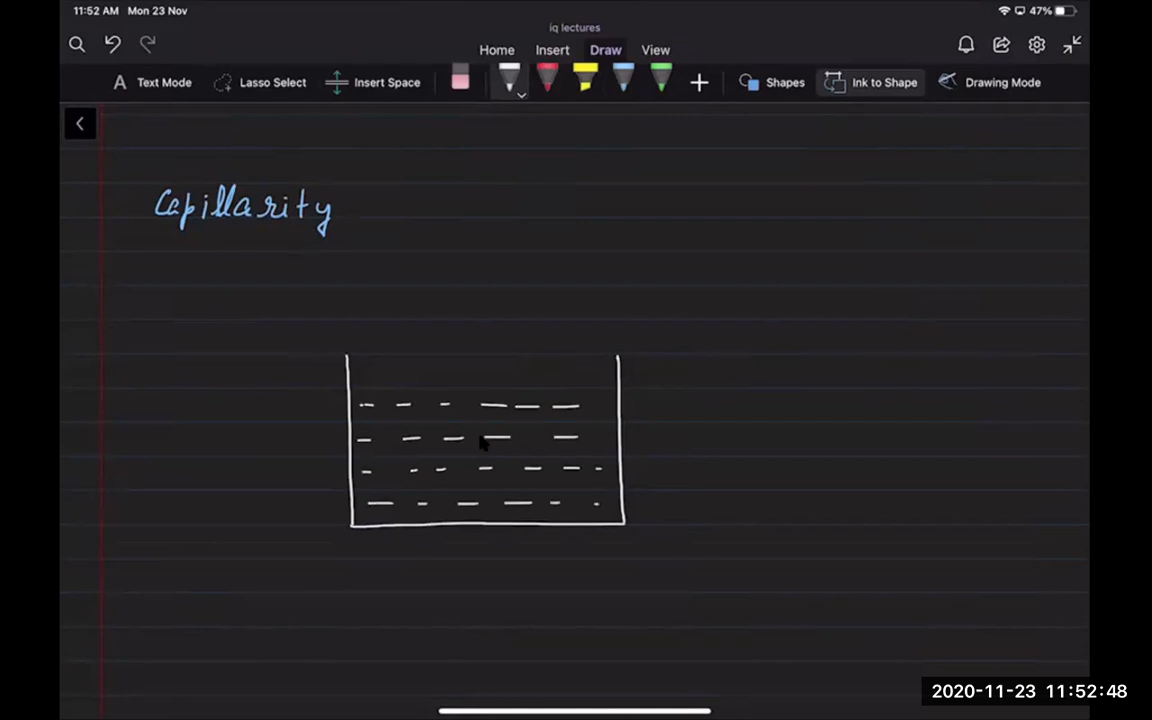 11:52 AM Mon 23 Nov
47%
iq lectures
Home Insert Draw View
Text Mode Lasso Select Insert Space Shapes Ink to Shape Drawing Mode
Capillarity
2020-11-23 11:52:48